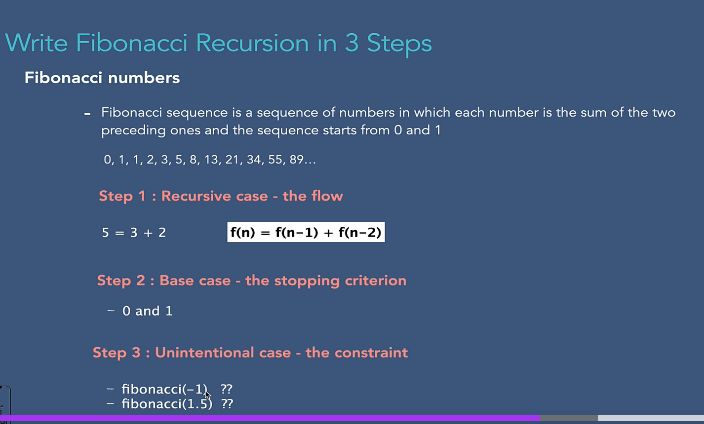 Write Fibonacci Recursion in 3 Steps
Fibonacci numbers
- Fibonacci sequence is a sequence of numbers in which each number is the sum of the two
preceding ones and the sequence starts from 0 and 1
0, 1, 1, 2, 3, 5, 8, 13, 21, 34, 55, 89...
Step 1 : Recursive case - the flow
5 = 3 + 2 f(n) = f(n-1) + f(n-2)
Step 2 : Base case - the stopping criterion
- 0 and 1
Step 3 : Unintentional case - the constraint
- fibonacci(-1) ??
- fibonacci(1.5) ??